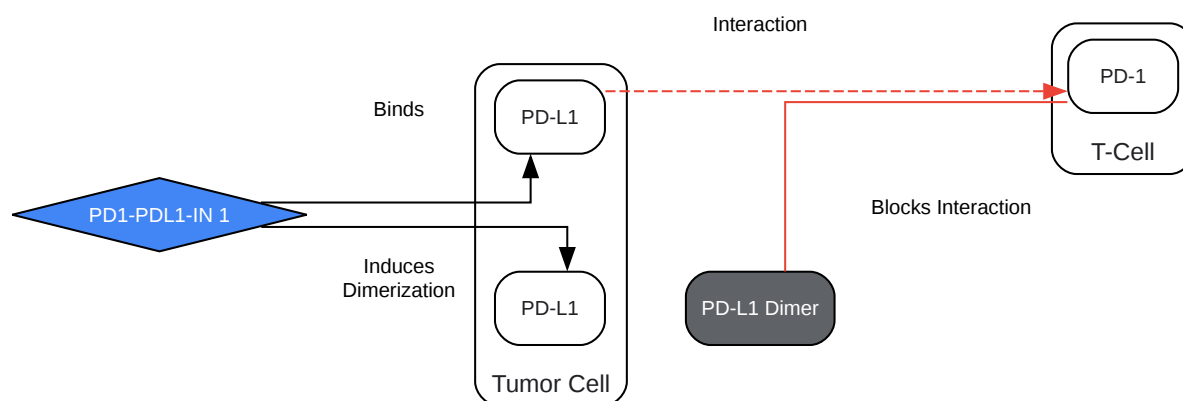 Interaction
PD-1
T-Cell
Binds
PD-L1
PD1-PDL1-IN 1
Blocks Interaction
Induces
Dimerization
PD-L1
PD-L1 Dimer
Tumor Cell